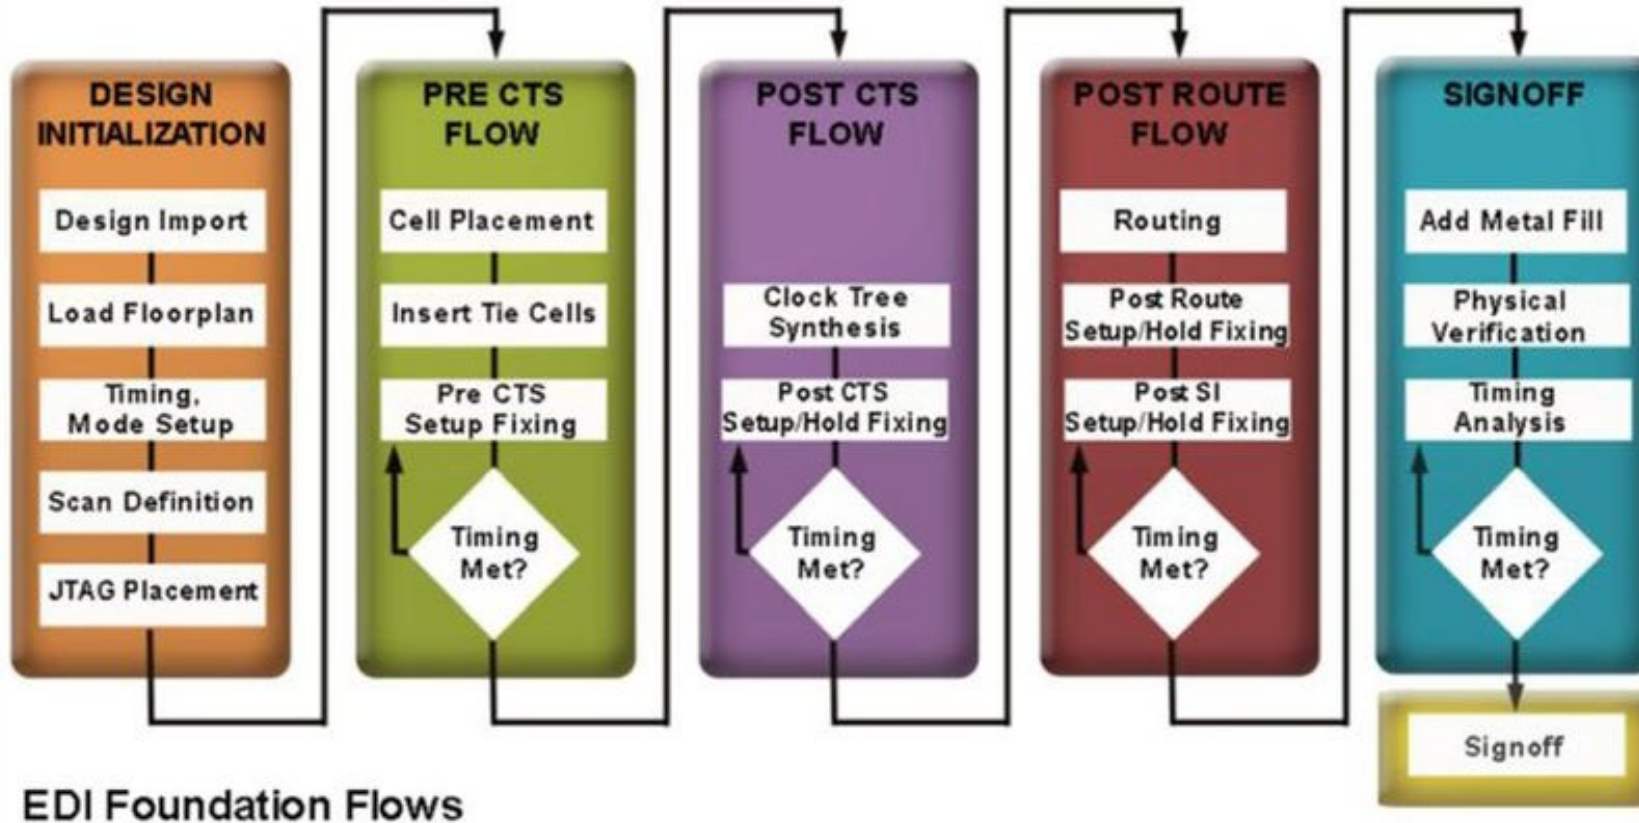 DESIGN
INITIALIZATION
Design Import
Load Floorplan
Timing,
Mode Setup
Scan Definition
JTAG Placement
PRE CTS
FLOW
Cell Placement
Insert Tie Cells
Pre CTS
Setup Fixing
Timing
Met?
POST CTS
FLOW
Clock Tree
Synthesis
Post CTS
Setup/Hold Fixing
Timing
Met?
POST ROUTE
FLOW
Routing
Post Route
Setup/Hold Fixing
Post SI
Setup/Hold Fixing
Timing
Met?
SIGNOFF
Add Metal Fill
Physical
Verification
Timing
Analysis
Timing
Met?
Signoff
EDI Foundation Flows